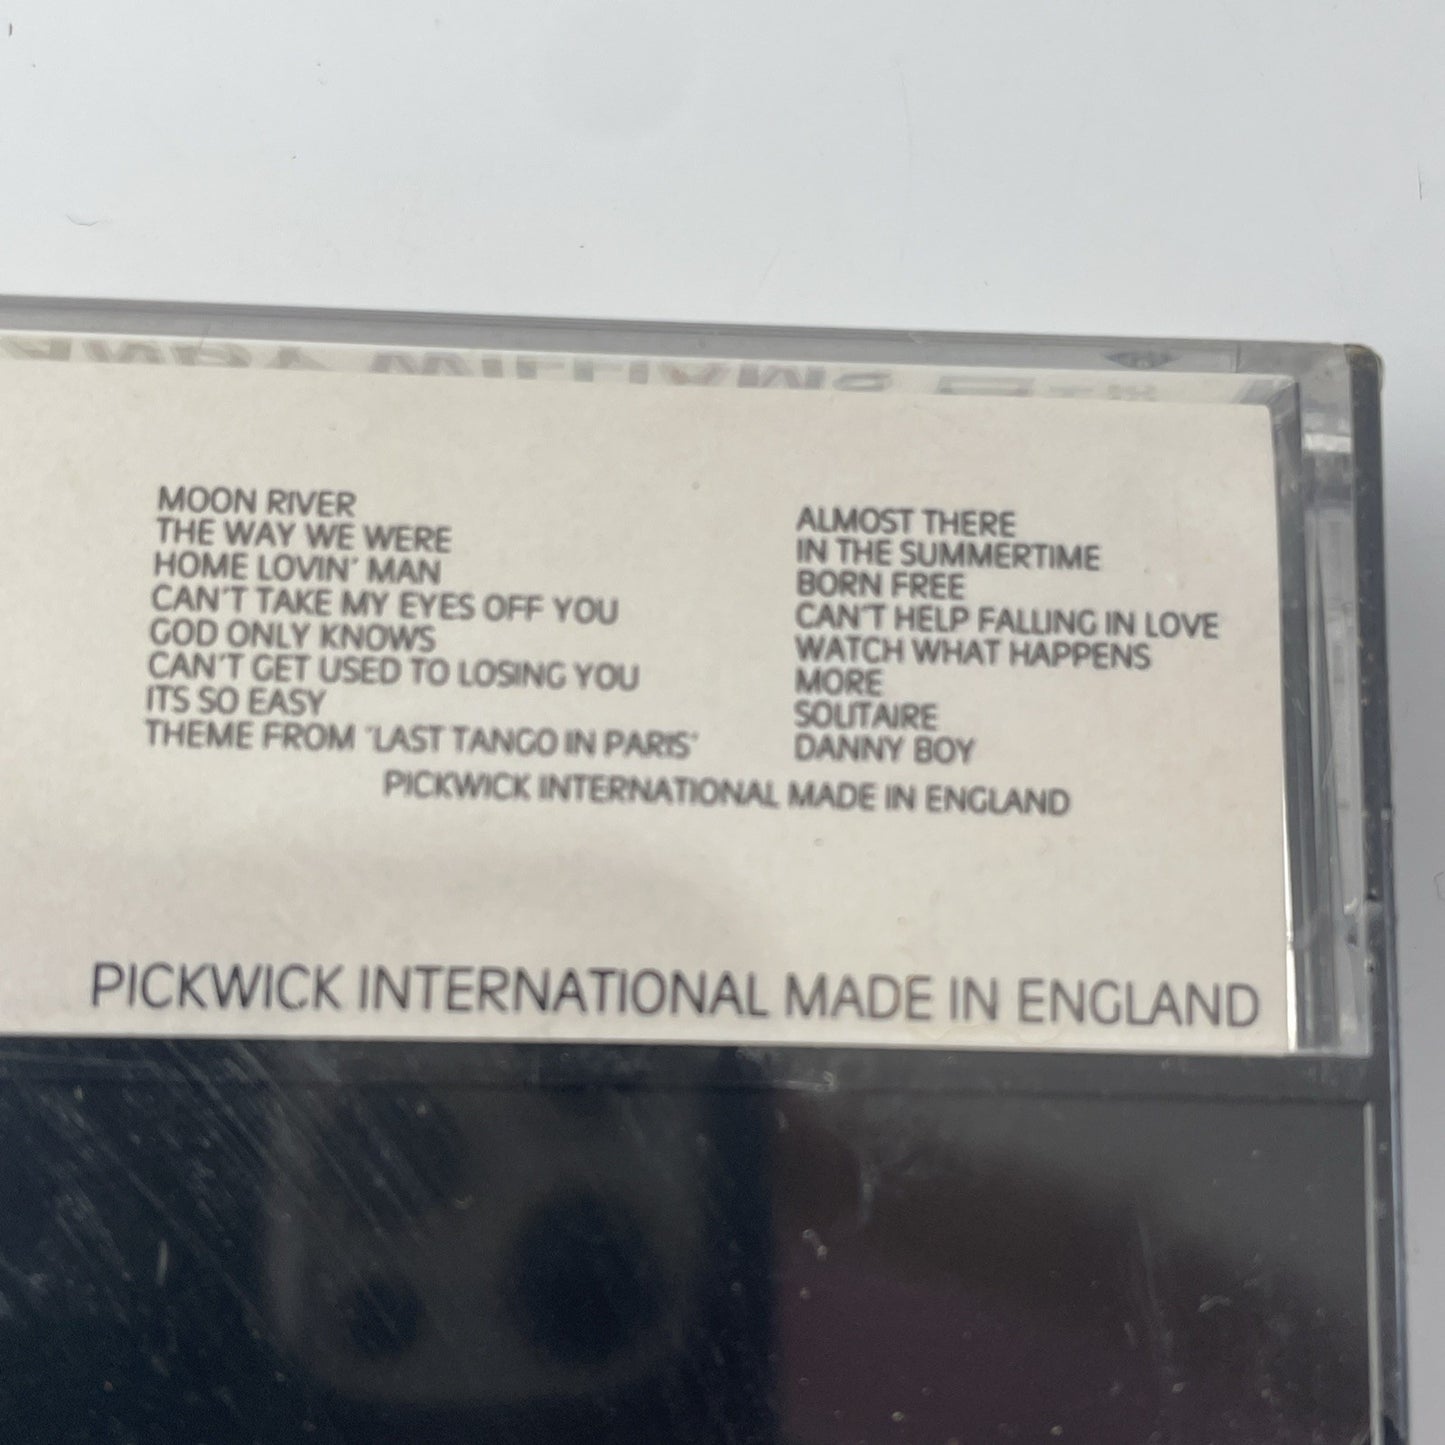 ANDY WILLIAMS
MOON RIVER
THE WAY WE WERE
HOME LOVIN' MAN
CAN'T TAKE MY EYES OFF YOU
GOD ONLY KNOWS
CAN'T GET USED TO LOSING YOU
ITS SO EASY
THEME FROM "LAST TANGO IN PARIS"
ALMOST THERE
IN THE SUMMERTIME
BORN FREE
CAN'T HELP FALLING IN LOVE
WATCH WHAT HAPPENS
MORE
SOLITAIRE
DANNY BOY
PICKWICK INTERNATIONAL MADE IN ENGLAND
PICKWICK INTERNATIONAL MADE IN ENGLAND